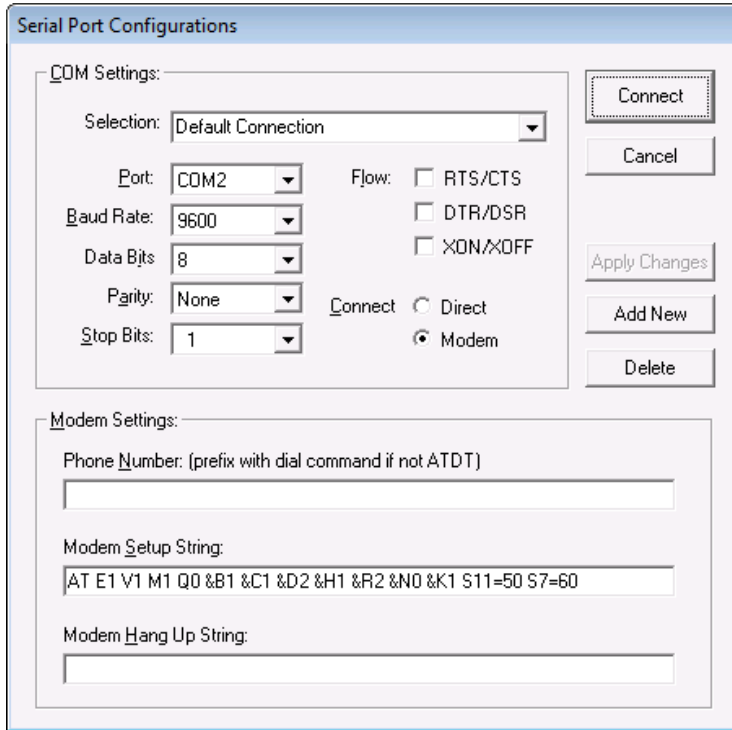 Serial Port Configurations
COM Settings:
Selection: Default Connection
Connect
Cancel
Port: COM2
Baud Rate: 9600
Data Bits 8
Parity: None
Stop Bits: 1
Flow: RTS/CTS
DTR/DSR
XON/XOFF
Connect Direct
Modem
Apply Changes
Add New
Delete
Modem Settings:
Phone Number: (prefix with dial command if not ATDT)
Modem Setup String:
AT E1 V1 M1 Q0 &B1 &C1 &D2 &H1 &R2 &N0 &K1 S11=50 S7=60
Modem Hang Up String: